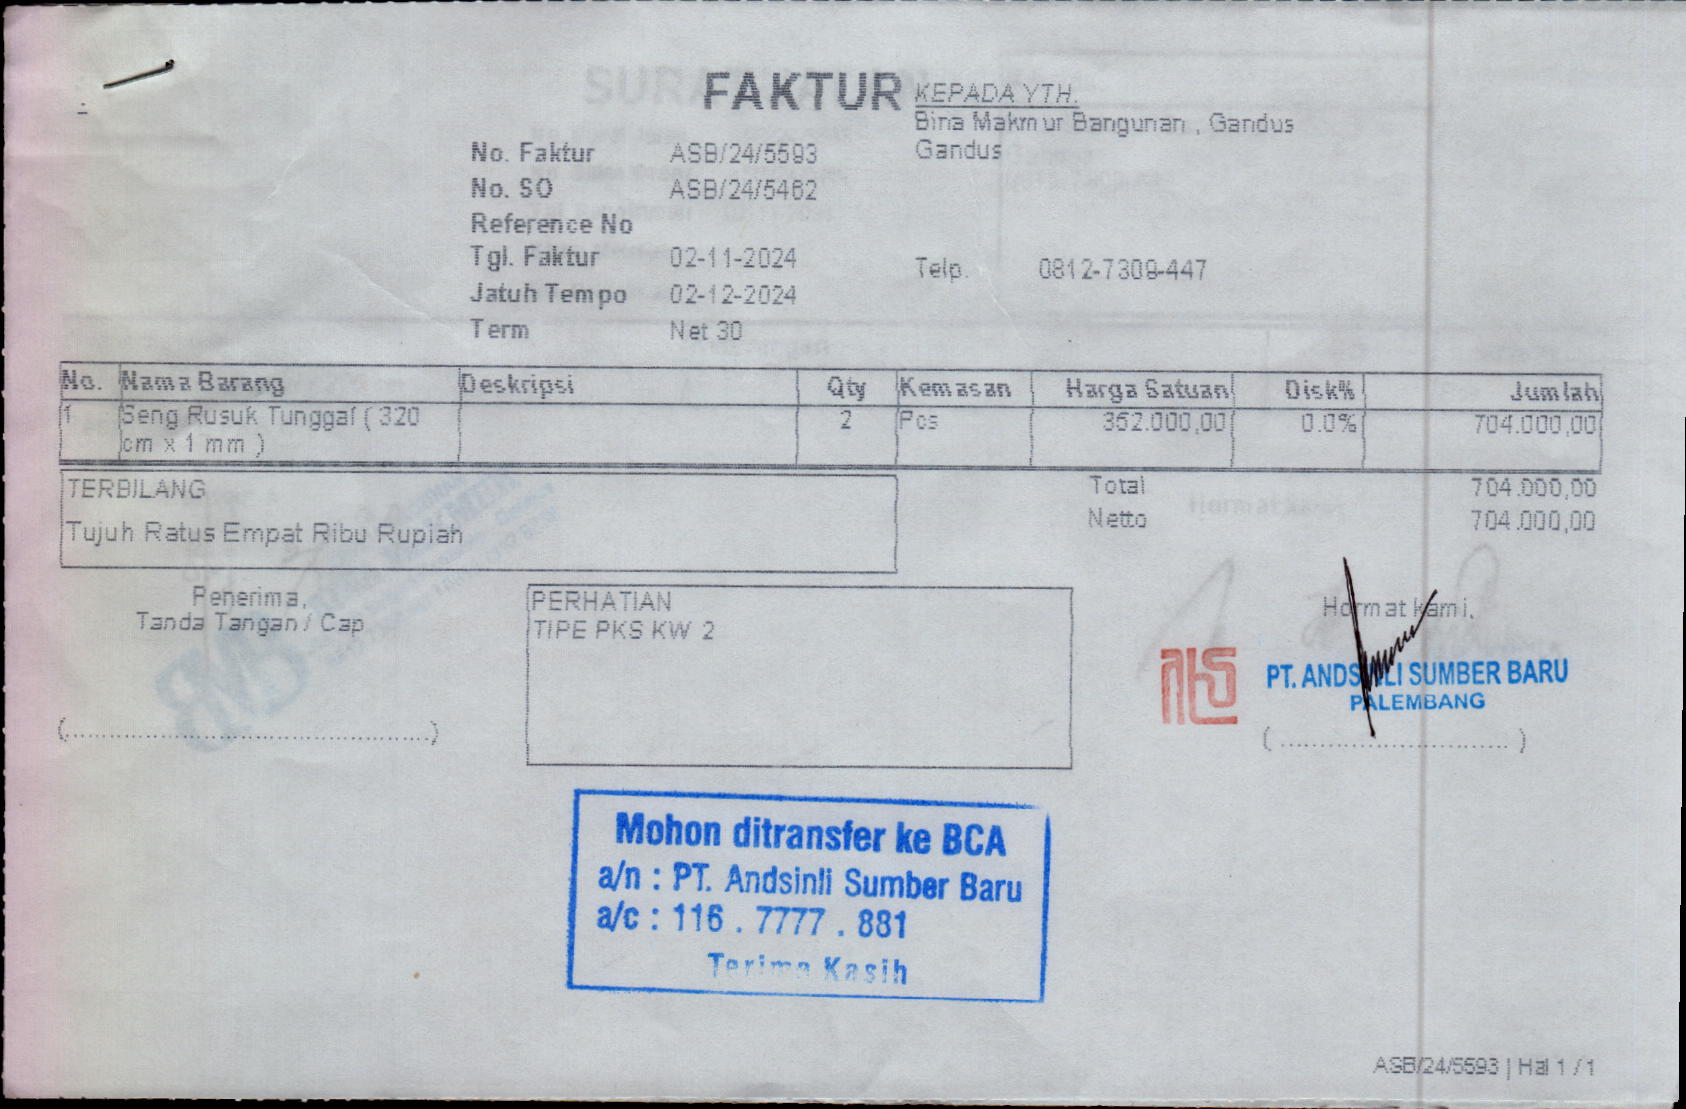 FAKTUR
No. Faktur ASB/24/5593
No. SO ASB/24/5462
Reference No
Tgl. Faktur 02-11-2024
Jatuh Tempo 02-12-2024
Term Net 30
KEPADA YTH.
Bina Makmur Bangunan , Gandus
Gandus
Telp. 0812-7309-447
No. Nama Barang Deskripsi Qty Kemasan Harga Satuan Disk% Jumlah
1 Seng Rusuk Tunggal ( 320 2 Pcs 352.000,00 0.0% 704.000,00
cm x 1 mm )
TERBILANG
Tujuh Ratus Empat Ribu Rupiah
Total 704.000,00
Netto 704.000,00
Penerima,
Tanda Tangan / Cap
(................................................)
PERHATIAN
TIPE PKS KW 2
Hormat kami,
PT. ANDSINLI SUMBER BARU
PALEMBANG
( ............................. )
Mohon ditransfer ke BCA
a/n : PT. Andsinli Sumber Baru
a/c : 116 . 7777 . 881
Terima Kasih
ASB/24/5593 | Hal 1 / 1